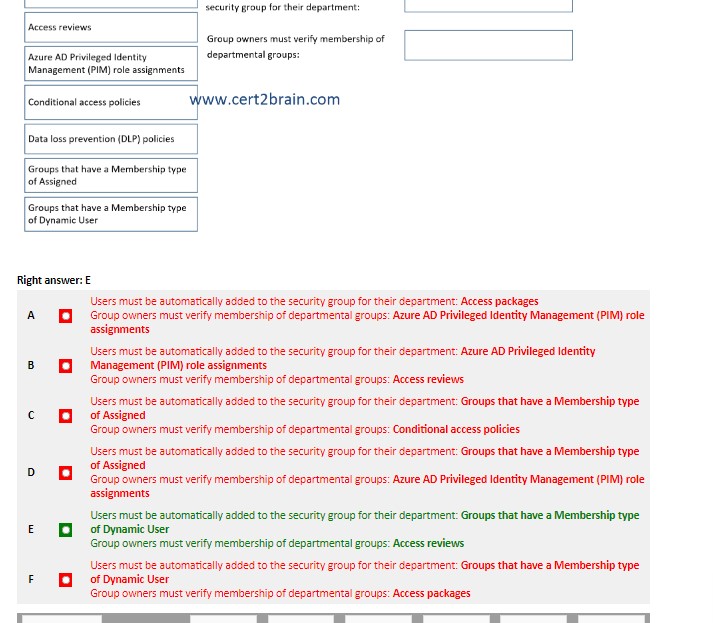 security group for their department:
Access reviews
Group owners must verify membership of
departmental groups:
Azure AD Privileged Identity
Management (PIM) role assignments
Conditional access policies
www.cert2brain.com
Data loss prevention (DLP) policies
Groups that have a Membership type
of Assigned
Groups that have a Membership type
of Dynamic User
Right answer: E
A
Users must be automatically added to the security group for their department: Access packages
Group owners must verify membership of departmental groups: Azure AD Privileged Identity Management (PIM) role
assignments
B
Users must be automatically added to the security group for their department: Azure AD Privileged Identity
Management (PIM) role assignments
Group owners must verify membership of departmental groups: Access reviews
C
Users must be automatically added to the security group for their department: Groups that have a Membership type
of Assigned
Group owners must verify membership of departmental groups: Conditional access policies
D
Users must be automatically added to the security group for their department: Groups that have a Membership type
of Assigned
Group owners must verify membership of departmental groups: Azure AD Privileged Identity Management (PIM) role
assignments
E
Users must be automatically added to the security group for their department: Groups that have a Membership type
of Dynamic User
Group owners must verify membership of departmental groups: Access reviews
F
Users must be automatically added to the security group for their department: Groups that have a Membership type
of Dynamic User
Group owners must verify membership of departmental groups: Access packages